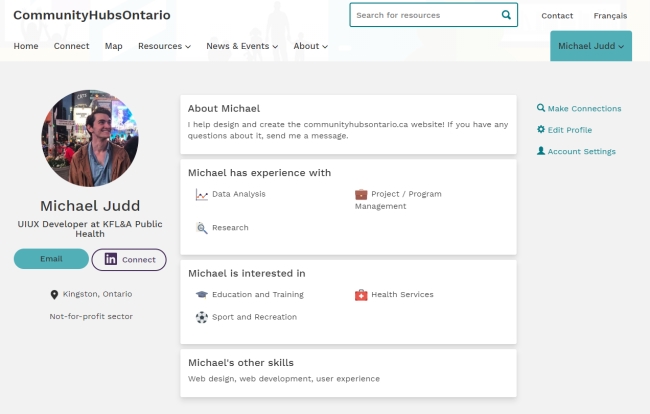 CommunityHubsOntario
Search for resources
Contact
Français
Home
Connect
Map
Resources
News & Events
About
Michael Judd
Michael Judd
UIUX Developer at KFL&A Public
Health
Email
in Connect
Kingston, Ontario
Not-for-profit sector
About Michael
I help design and create the communityhubsontario.ca website! If you have any
questions about it, send me a message.
Michael has experience with
Data Analysis
Project / Program
Management
Research
Michael is interested in
Education and Training
Health Services
Sport and Recreation
Michael's other skills
Web design, web development, user experience
Make Connections
Edit Profile
Account Settings